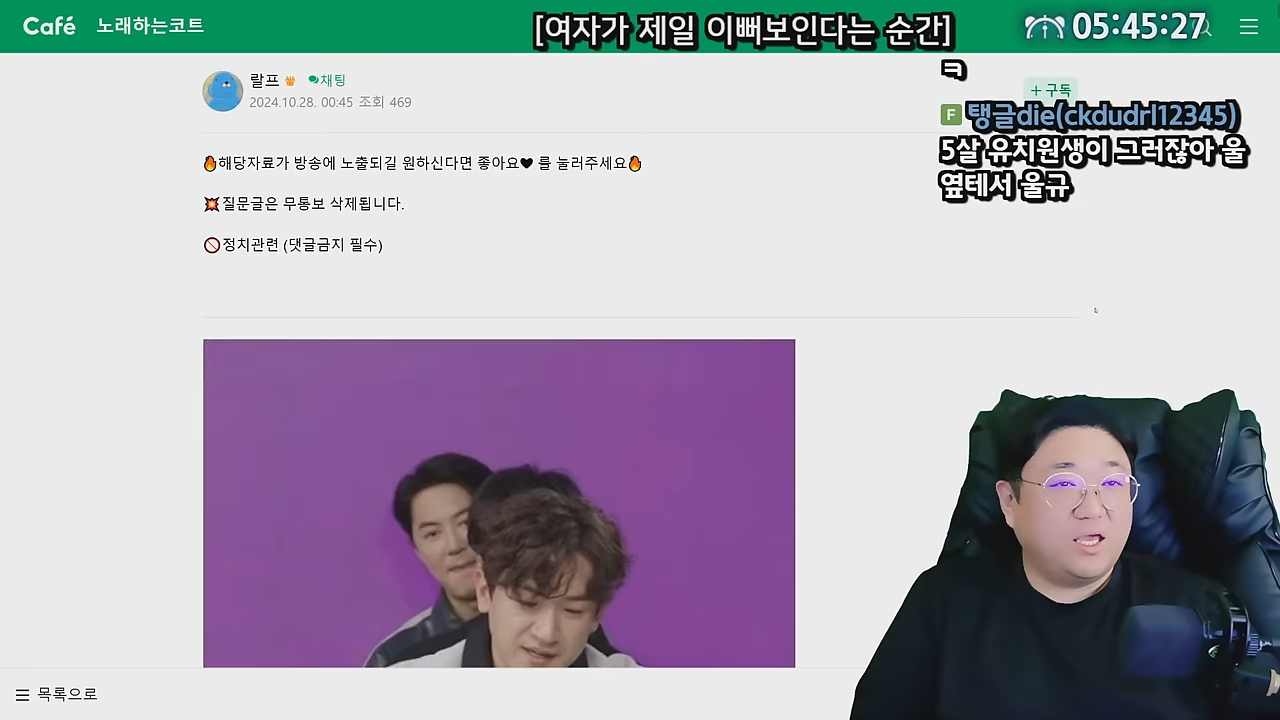 Café 노래하는코트
[여자가 제일 이뻐보인다는 순간]
05:45:27
ㅋ
랄프 채팅
2024.10.28. 00:45 조회 469
+ 구독
F 탱글die(ckdudrl12345)
5살 유치원생이 그러잖아 울
옆테서 울규
🔥해당자료가 방송에 노출되길 원하신다면 좋아요🖤 를 눌러주세요🔥
💥질문글은 무통보 삭제됩니다.
🚫정치관련 (댓글금지 필수)
목록으로